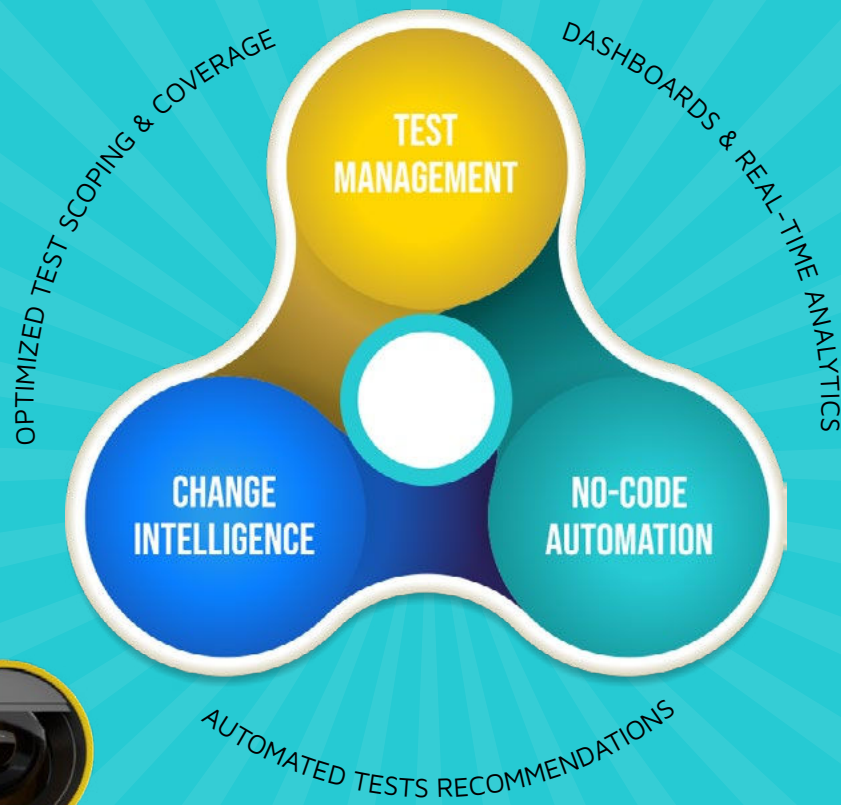 OPTIMIZED TEST SCOPING & COVERAGE
DASHBOARDS & REAL-TIME ANALYTICS
TEST
MANAGEMENT
CHANGE
INTELLIGENCE
NO-CODE
AUTOMATION
AUTOMATED TESTS RECOMMENDATIONS